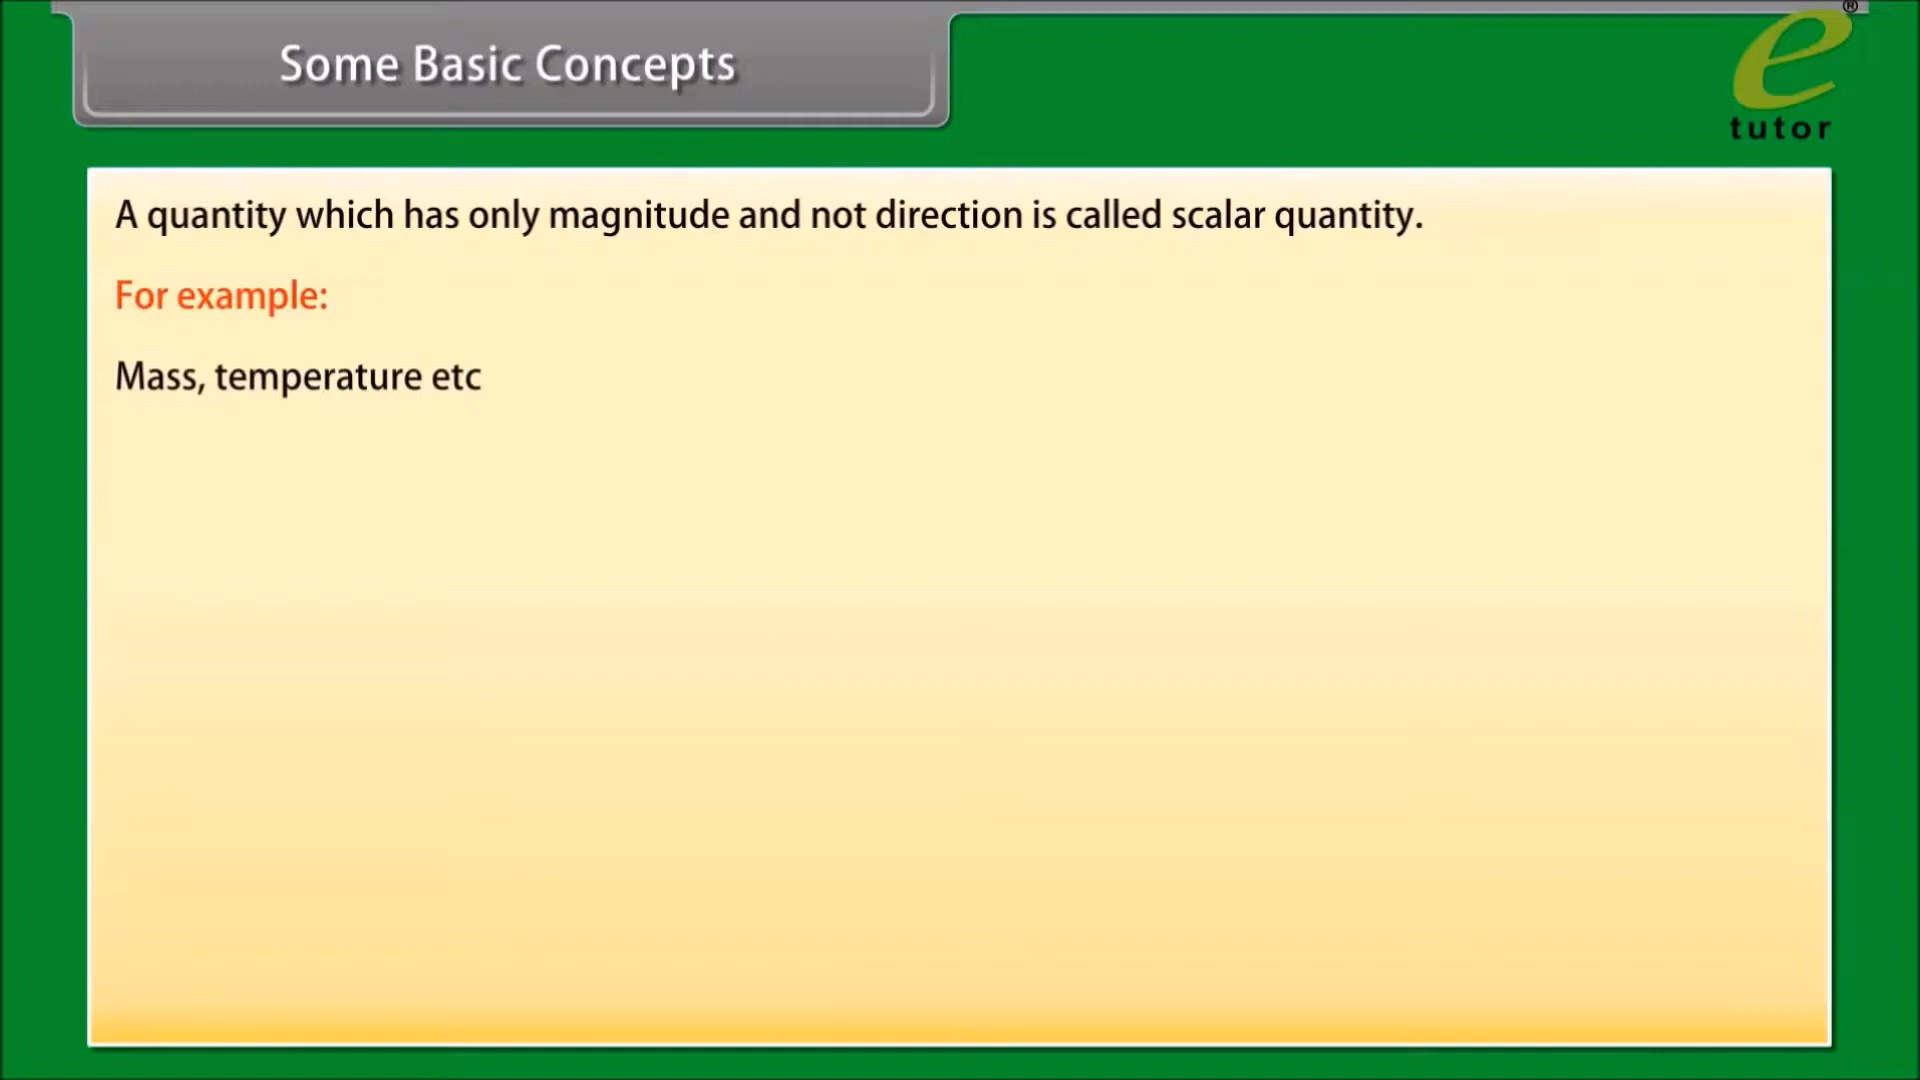 Some Basic Concepts
®
e
tutor
A quantity which has only magnitude and not direction is called scalar quantity.
For example:
Mass, temperature etc